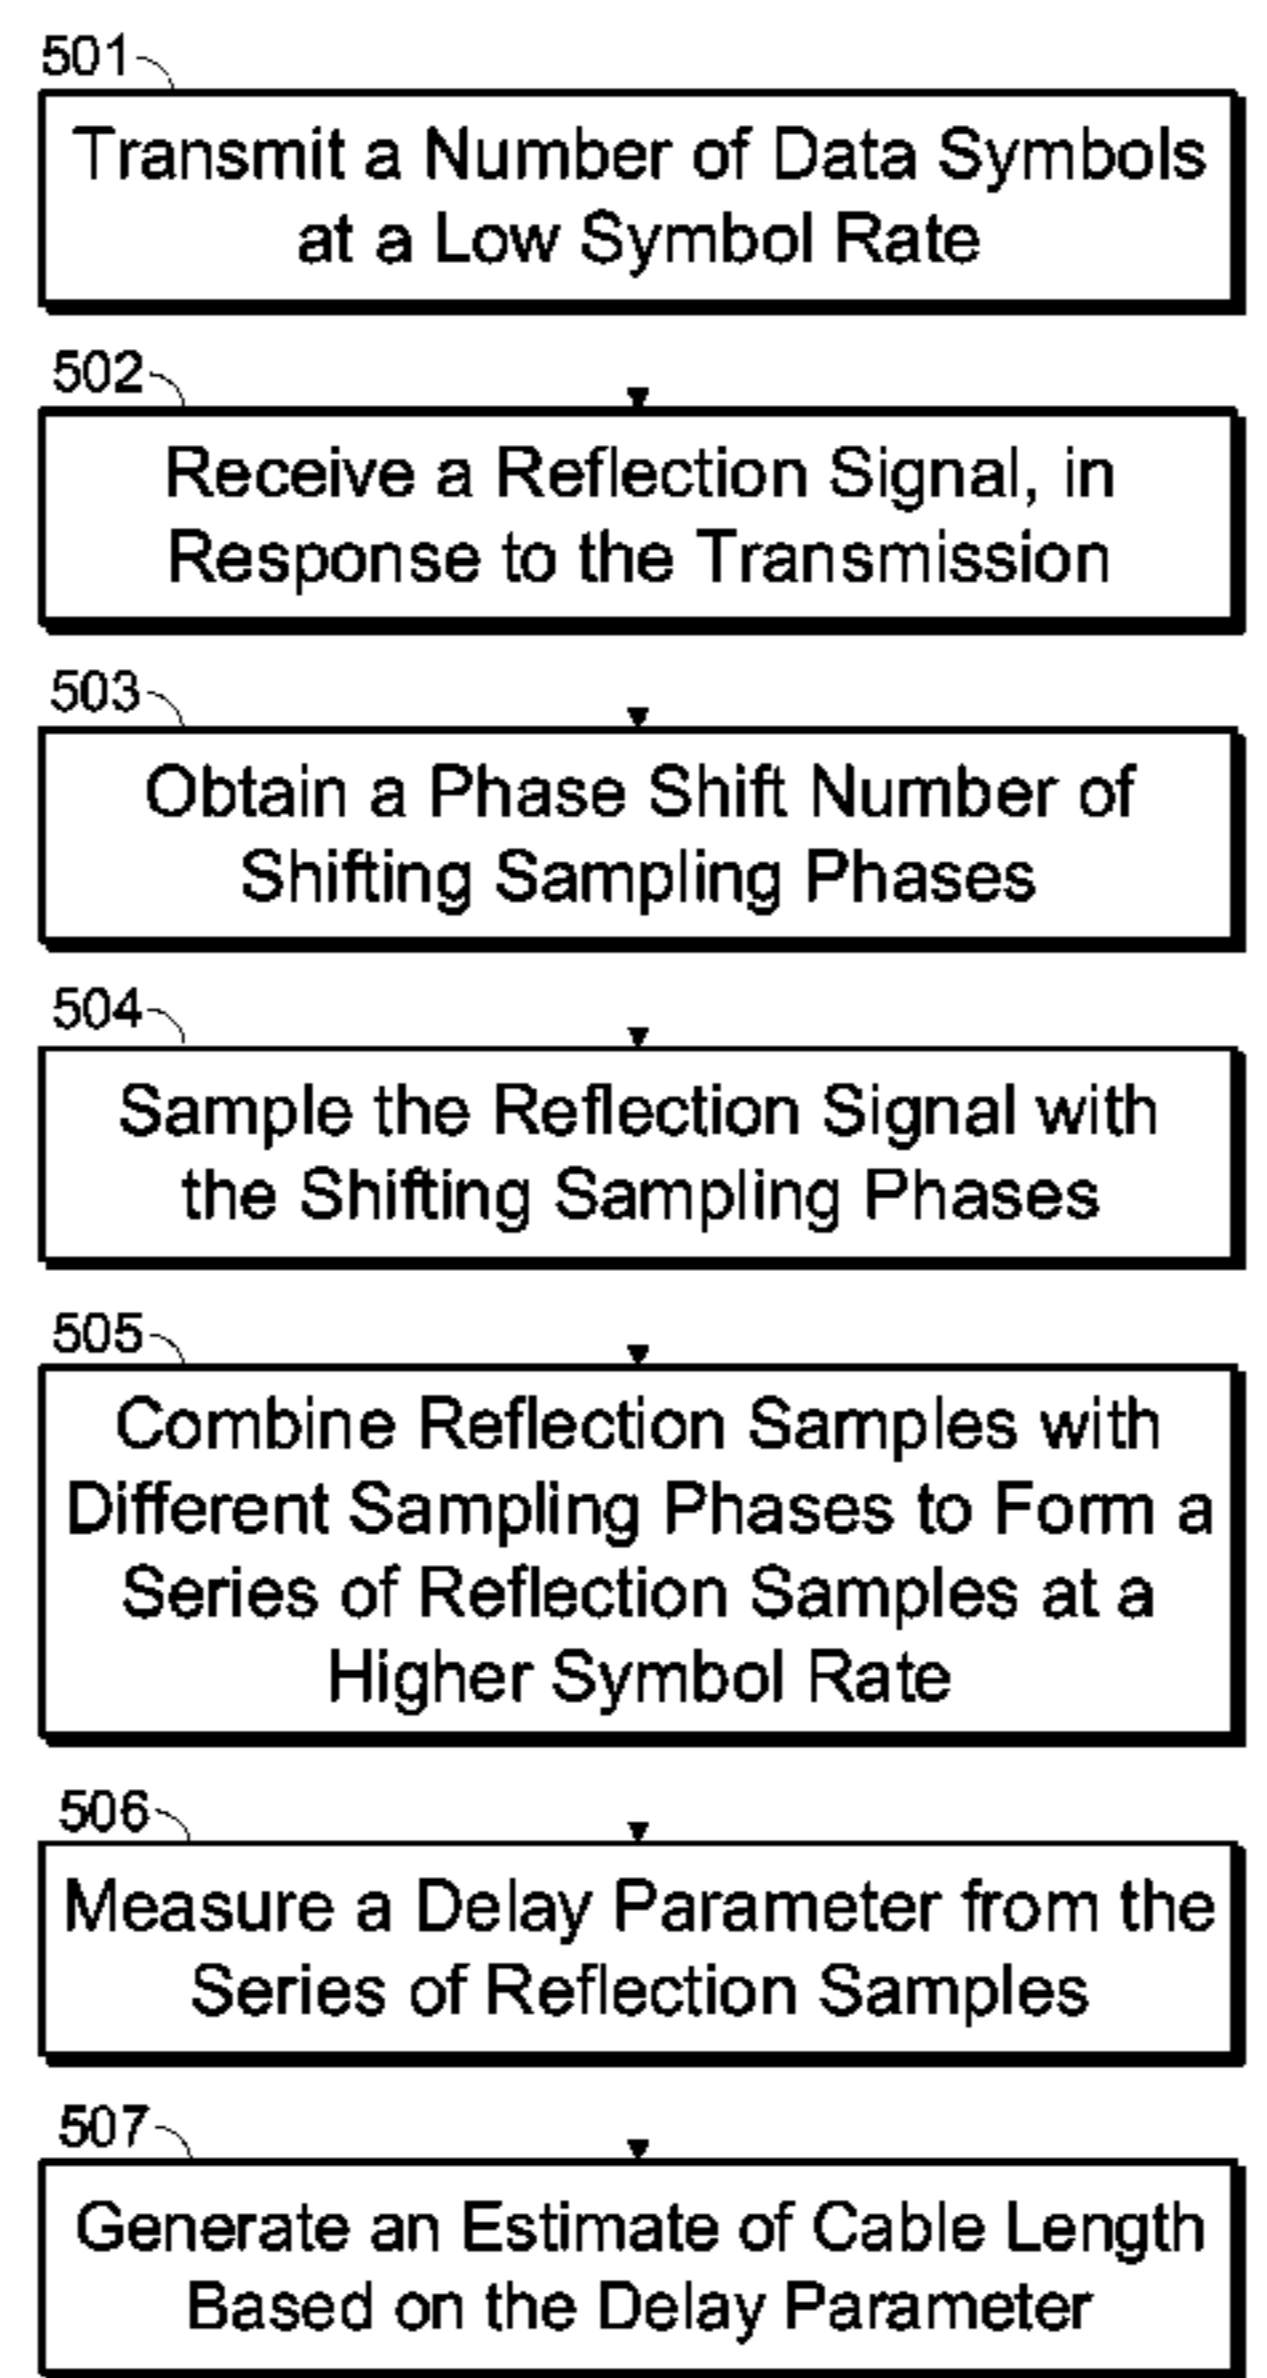 501
Transmit a Number of Data Symbols
at a Low Symbol Rate
502
Receive a Reflection Signal, in
Response to the Transmission
503
Obtain a Phase Shift Number of
Shifting Sampling Phases
504
Sample the Reflection Signal with
the Shifting Sampling Phases
505
Combine Reflection Samples with
Different Sampling Phases to Form a
Series of Reflection Samples at a
Higher Symbol Rate
506
Measure a Delay Parameter from the
Series of Reflection Samples
507
Generate an Estimate of Cable Length
Based on the Delay Parameter